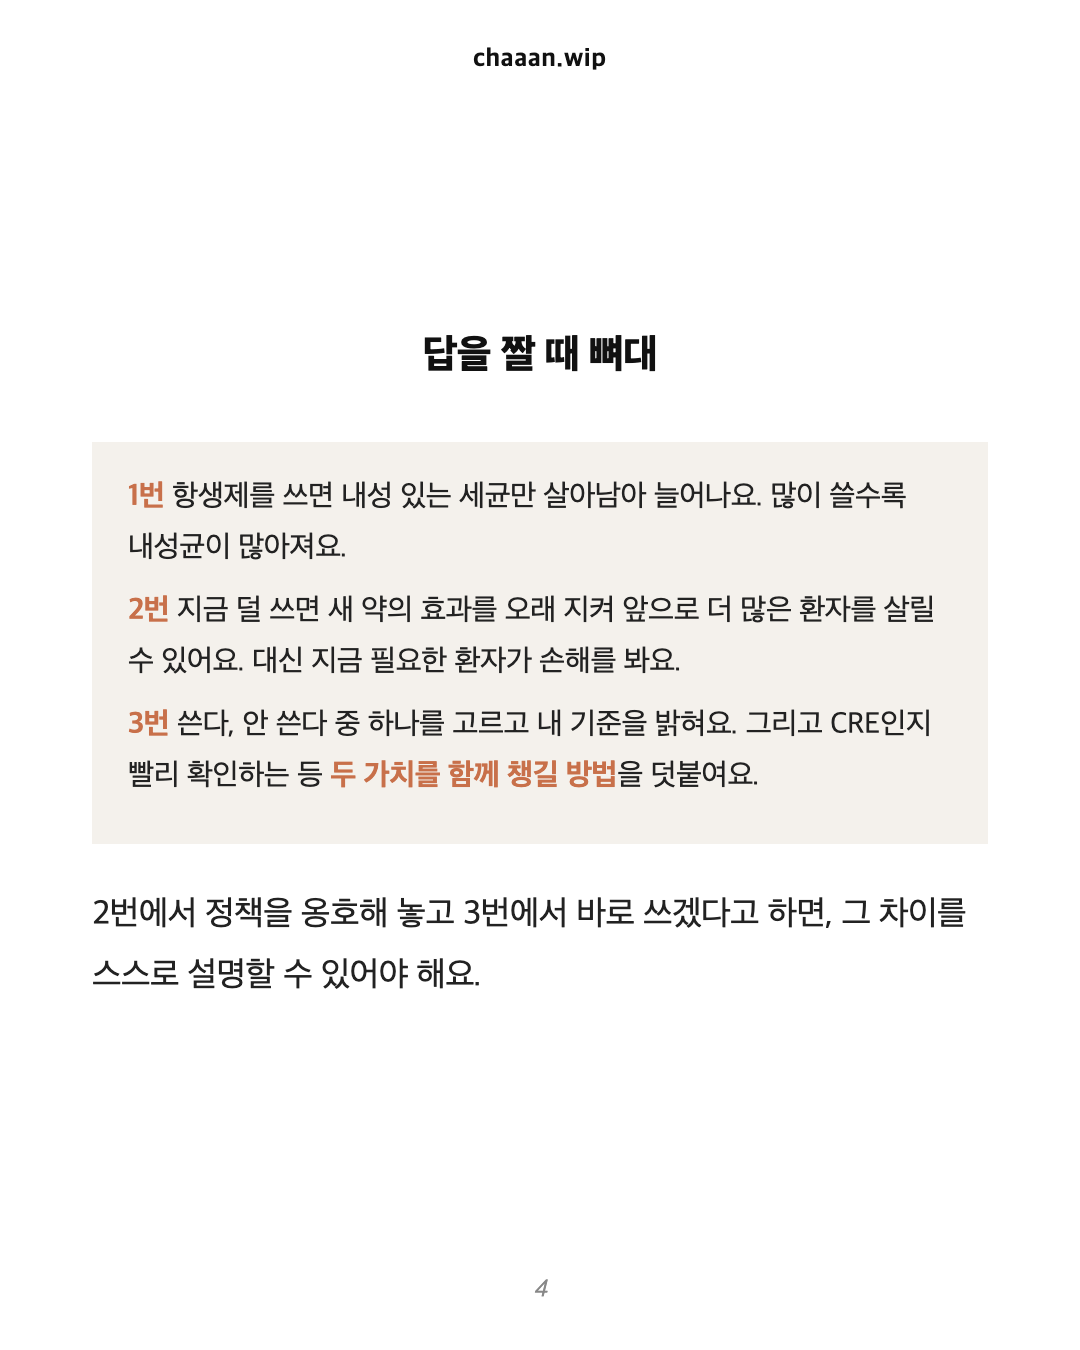 chaaan.wip
답을 짤 때 뼈대
1번 항생제를 쓰면 내성 있는 세균만 살아남아 늘어나요. 많이 쓸수록
내성균이 많아져요.
2번 지금 덜 쓰면 새 약의 효과를 오래 지켜 앞으로 더 많은 환자를 살릴
수 있어요. 대신 지금 필요한 환자가 손해를 봐요.
3번 쓴다, 안 쓴다 중 하나를 고르고 내 기준을 밝혀요. 그리고 CRE인지
빨리 확인하는 등 두 가치를 함께 챙길 방법을 덧붙여요.
2번에서 정책을 옹호해 놓고 3번에서 바로 쓰겠다고 하면, 그 차이를
스스로 설명할 수 있어야 해요.
4